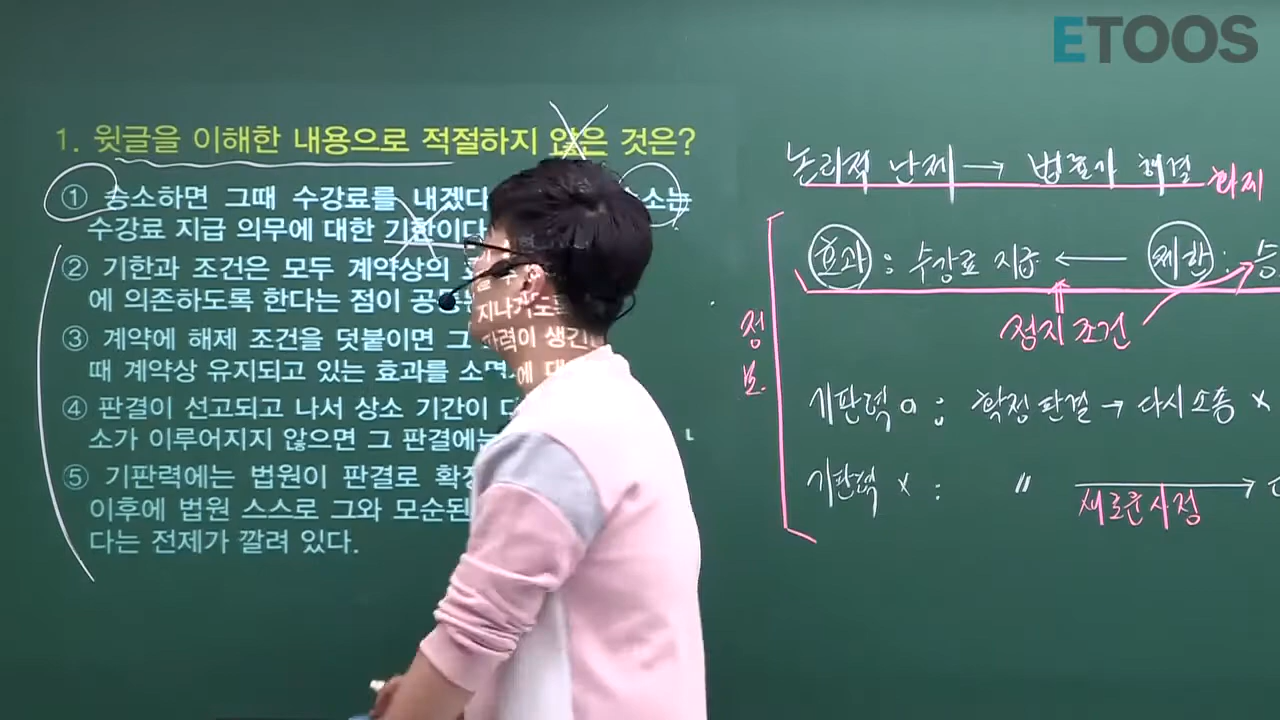 ETOOS
1. 윗글을 이해한 내용으로 적절하지 않은 것은?
① 승소하면 그때 수강료를 내겠다 소는
수강료 지급 의무에 대한 기한이다
② 기한과 조건은 모두 계약상의
에 의존하도록 한다는 점이
③ 계약에 해제 조건을 덧붙이면 그
때 계약상 유지되고 있는 효과를
④ 판결이 선고되고 나서 상소 기간이
소가 이루어지지 않으면 그 판결에는
⑤ 기판력에는 법원이 판결로
이후에 법원 스스로 그와 모순된
다는 전제가 깔려 있다.
논리적 난제 → 법률가 해결
화제
효과 : 수강료 지급 ← 제한 : 승
정지 조건
정보
기판력 O : 확정 판결 → 다시 소송 ×
기판력 × : 〃 →
새로운 사정